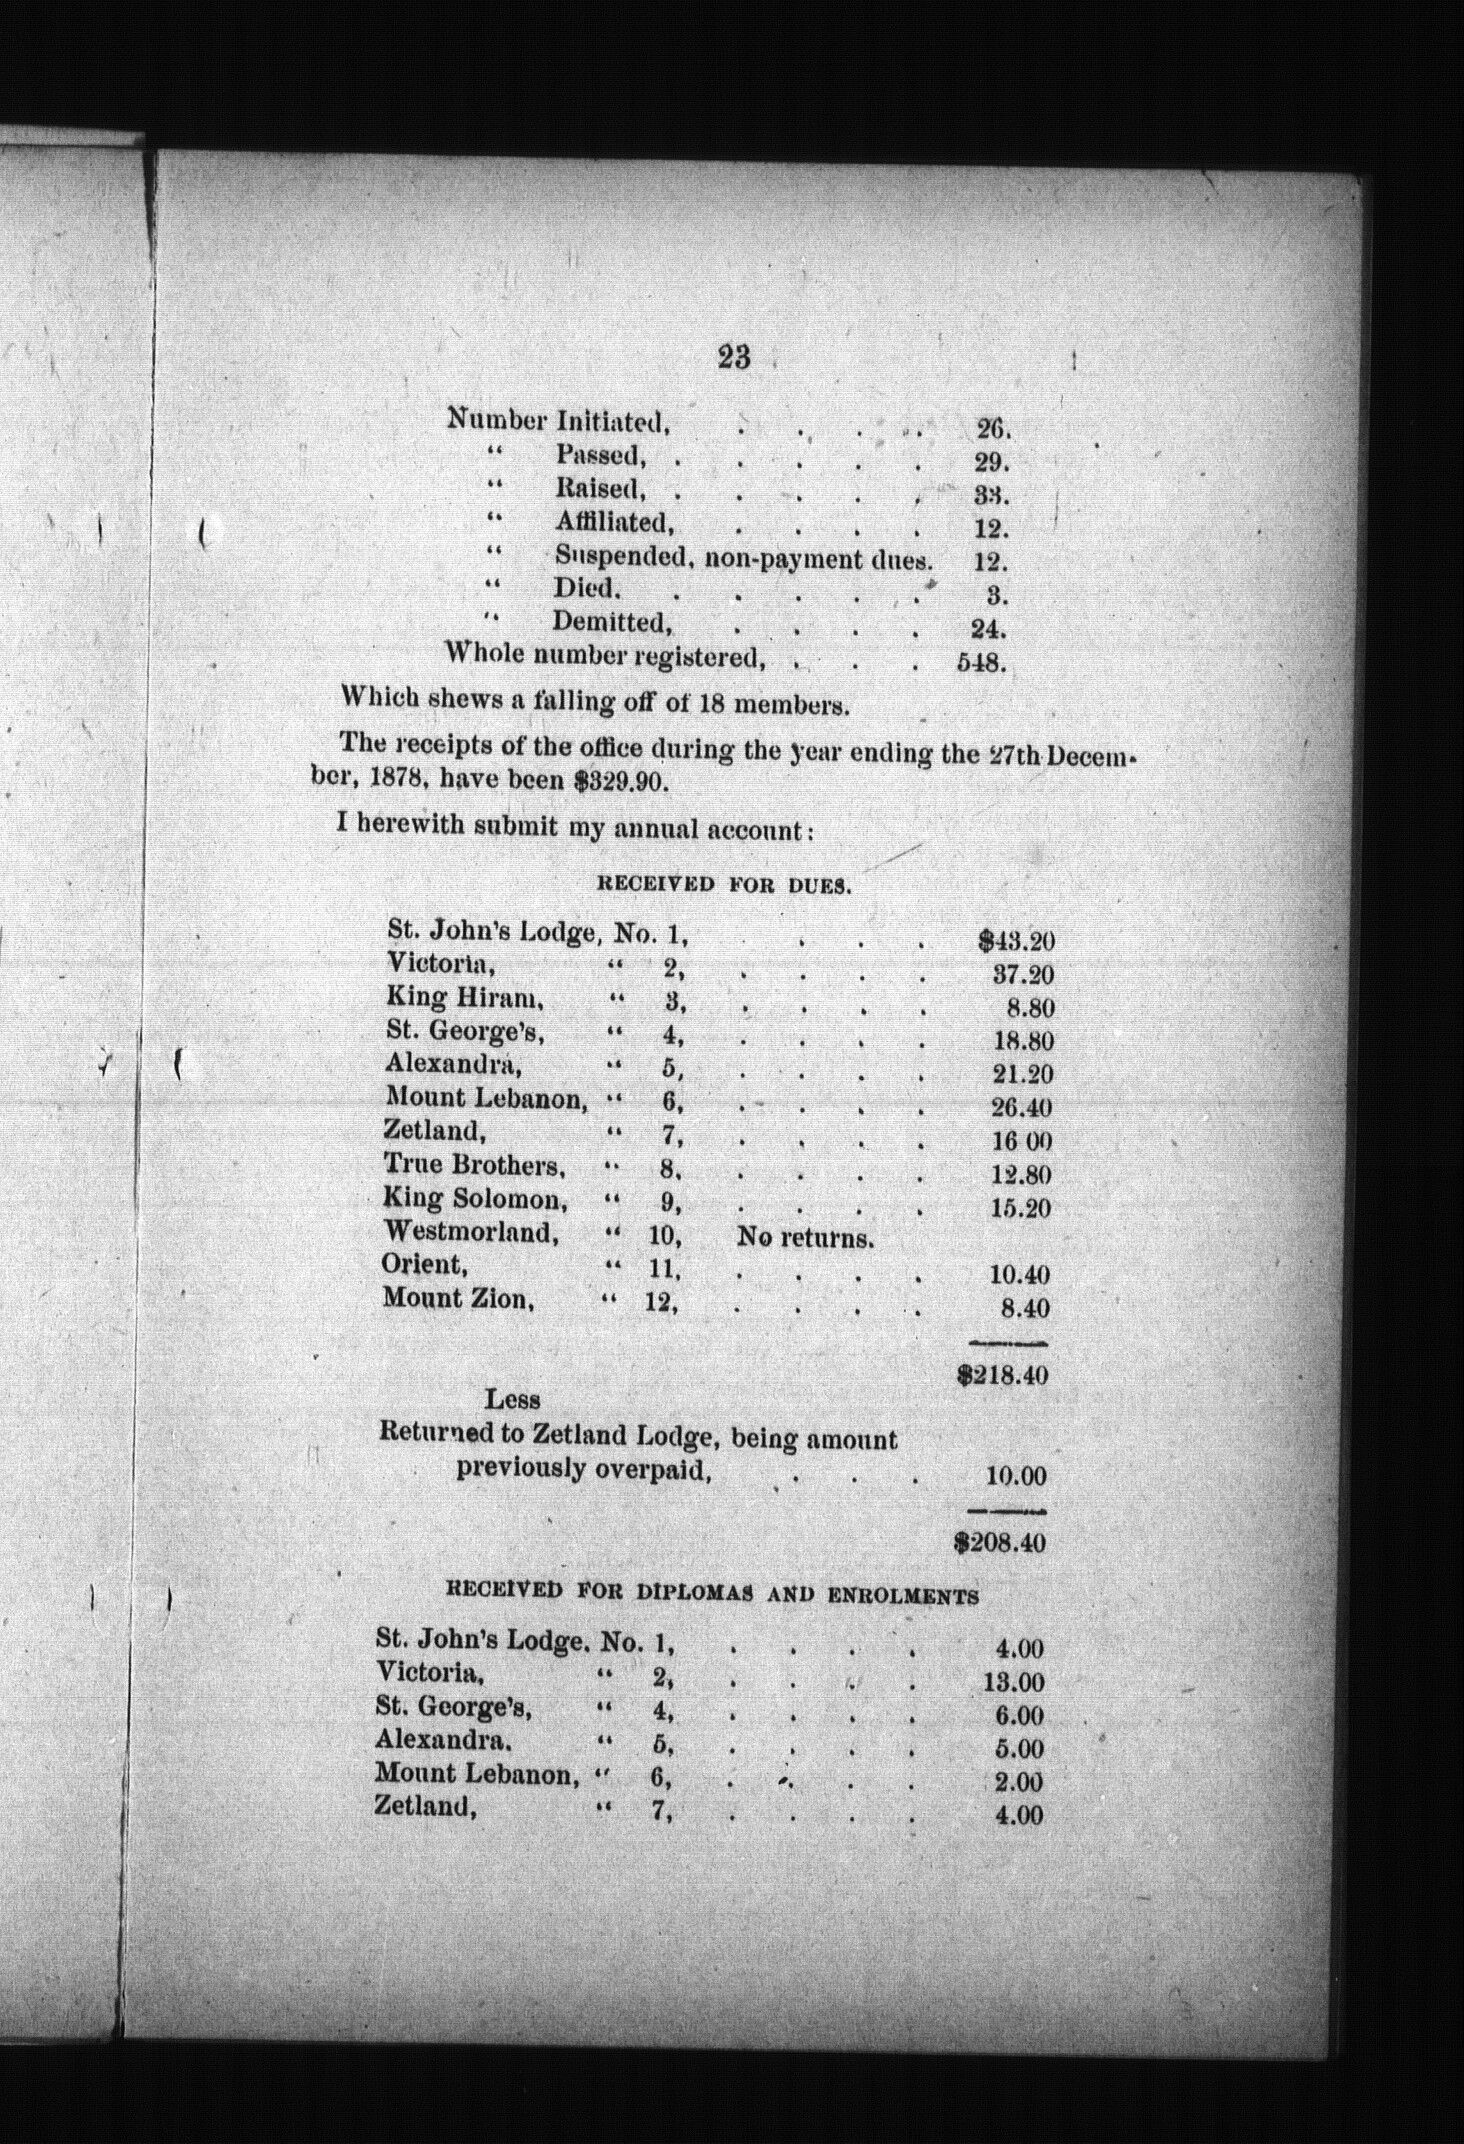 23
Number Initiated, . . . . 26.
“ Passed, . . . . . 29.
“ Raised, . . . . . 33.
“ Affiliated, . . . . 12.
“ Suspended, non-payment dues. 12.
“ Died. . . . . . 3.
“ Demitted, . . . . 24.
Whole number registered, . . . 548.
Which shews a falling off of 18 members.
The receipts of the office during the year ending the 27th Decem-
ber, 1878, have been $329.90.
I herewith submit my annual account:
RECEIVED FOR DUES.
St. John's Lodge, No. 1, . . . $43.20
Victoria, “ 2, . . . . 37.20
King Hiram, “ 3, . . . . 8.80
St. George's, “ 4, . . . . 18.80
Alexandra, “ 5, . . . . 21.20
Mount Lebanon, “ 6, . . . . 26.40
Zetland, “ 7, . . . . 16 00
True Brothers, “ 8, . . . . 12.80
King Solomon, “ 9, . . . . 15.20
Westmorland, “ 10, No returns.
Orient, “ 11, . . . . 10.40
Mount Zion, “ 12, . . . . 8.40
$218.40
Less
Returned to Zetland Lodge, being amount
previously overpaid, . . . 10.00
$208.40
RECEIVED FOR DIPLOMAS AND ENROLMENTS
St. John's Lodge, No. 1, . . . . 4.00
Victoria, “ 2, . . . . 13.00
St. George's, “ 4, . . . . 6.00
Alexandra. “ 5, . . . . 5.00
Mount Lebanon, “ 6, . . . . 2.00
Zetland, “ 7, . . . . 4.00